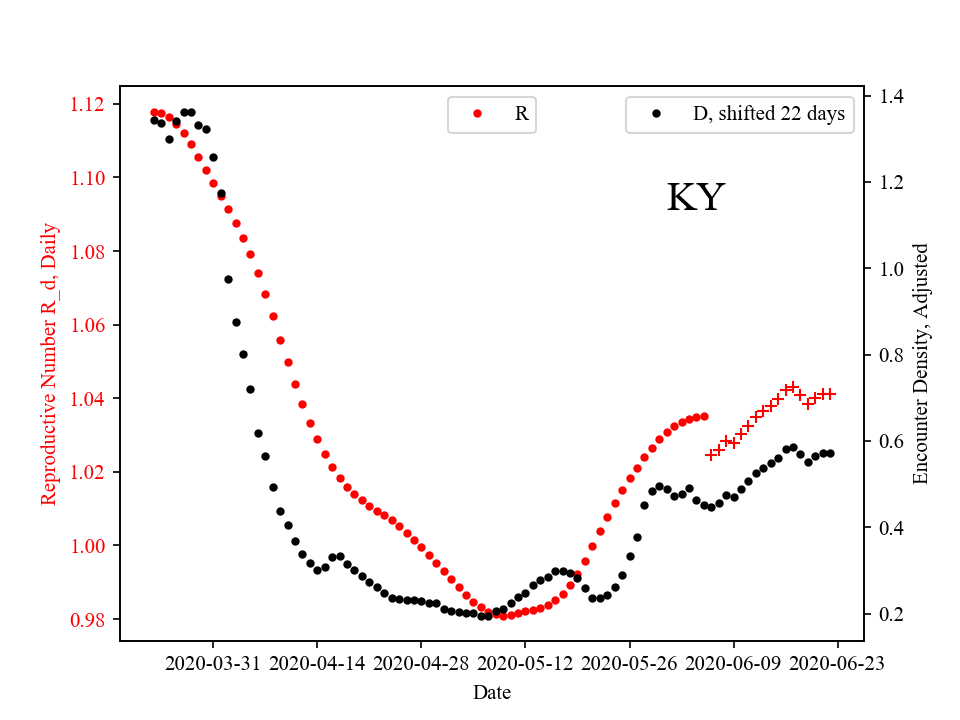 R
D, shifted 22 days
KY
Reproductive Number R_d, Daily
1.12
1.10
1.08
1.06
1.04
1.02
1.00
0.98
1.4
1.2
1.0
0.8
0.6
0.4
0.2
Encounter Density, Adjusted
2020-03-31 2020-04-14 2020-04-28 2020-05-12 2020-05-26 2020-06-09 2020-06-23
Date